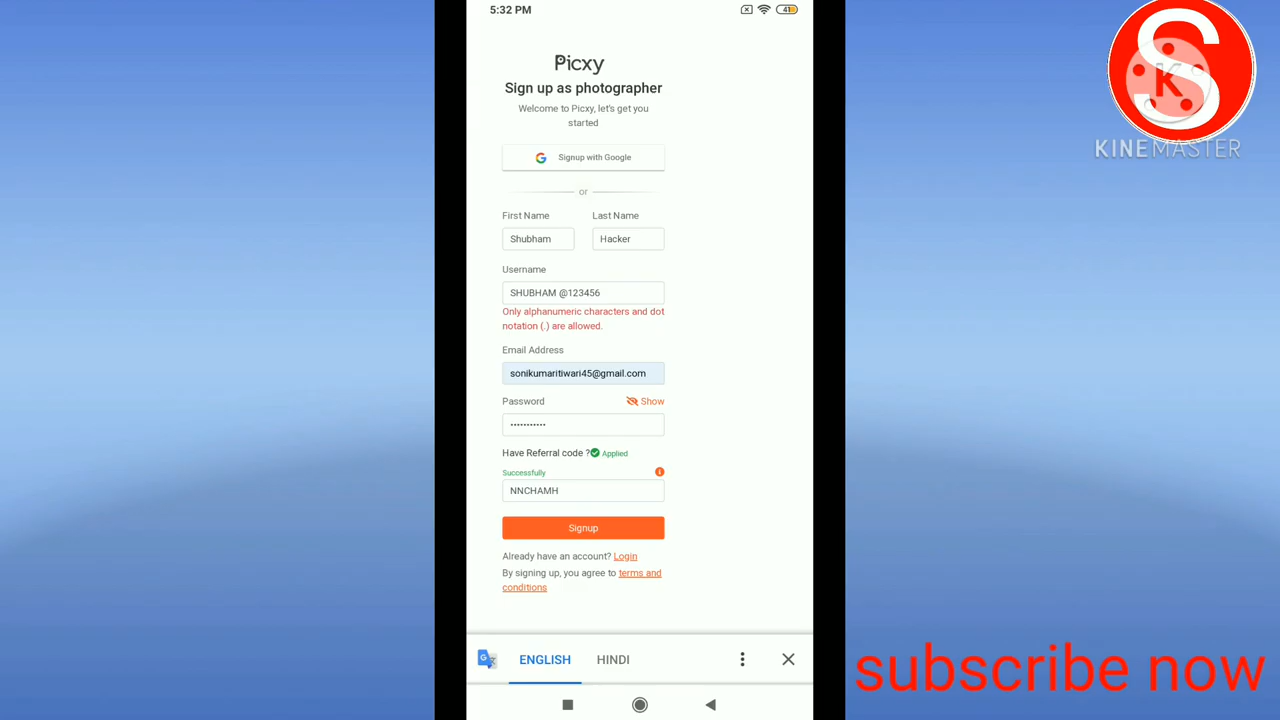 5:32 PM
41
Picxy
Sign up as photographer
Welcome to Picxy, let's get you
started
G Signup with Google
or
First Name Last Name
Shubham Hacker
Username
SHUBHAM @123456
Only alphanumeric characters and dot
notation (.) are allowed.
Email Address
sonikumaritiwari45@gmail.com
Password Show
•••••••••••
Have Referral code ? Applied
Successfully
NNCHAMH
Signup
Already have an account? Login
By signing up, you agree to terms and
conditions
G ENGLISH HINDI
S
K
KINEMASTER
subscribe now